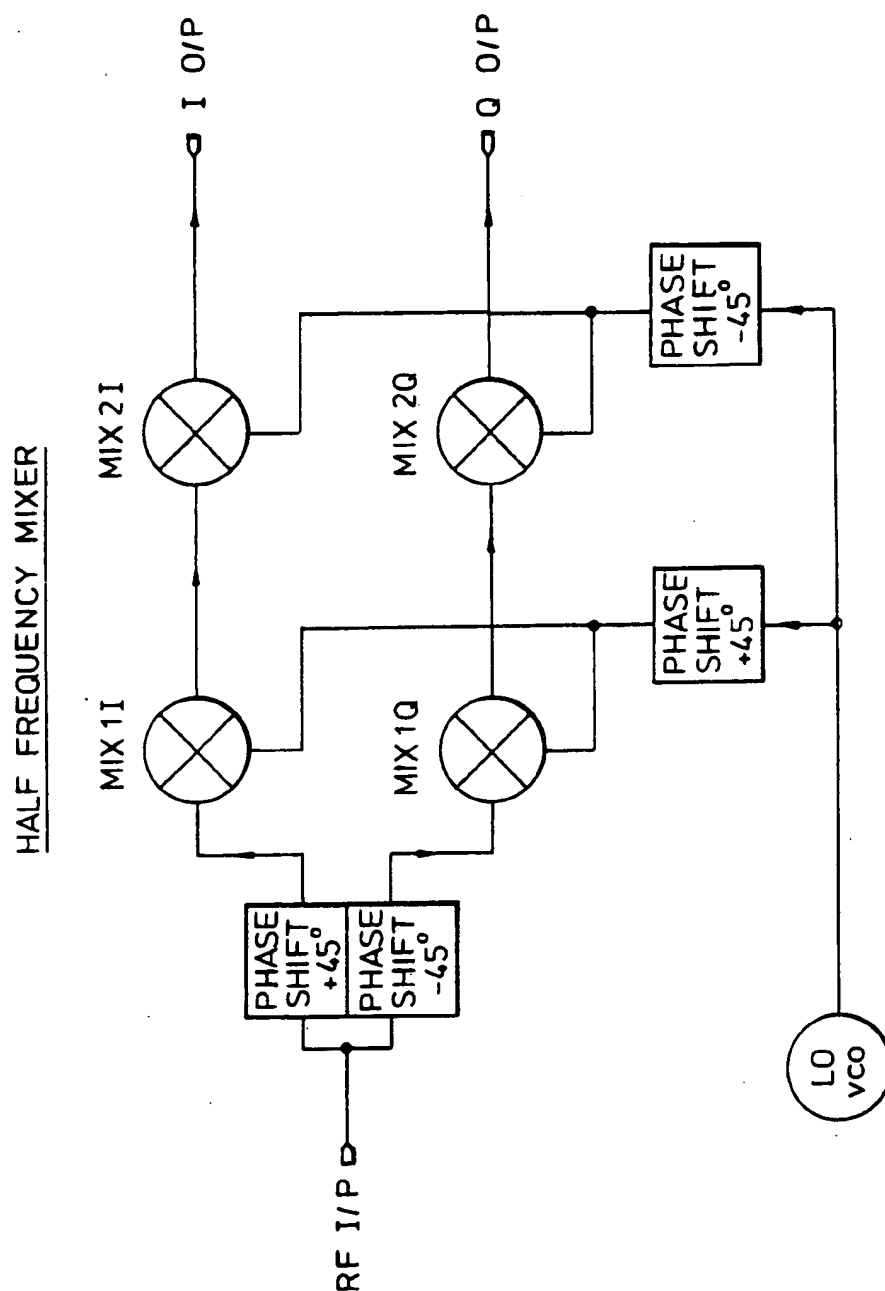 HALF FREQUENCY MIXER
MIX 1I
MIX 2I
I O/P
RF I/P
PHASE
SHIFT
+45°
PHASE
SHIFT
-45°
MIX 1Q
MIX 2Q
Q O/P
PHASE
SHIFT
+45°
PHASE
SHIFT
-45°
LO
VCO